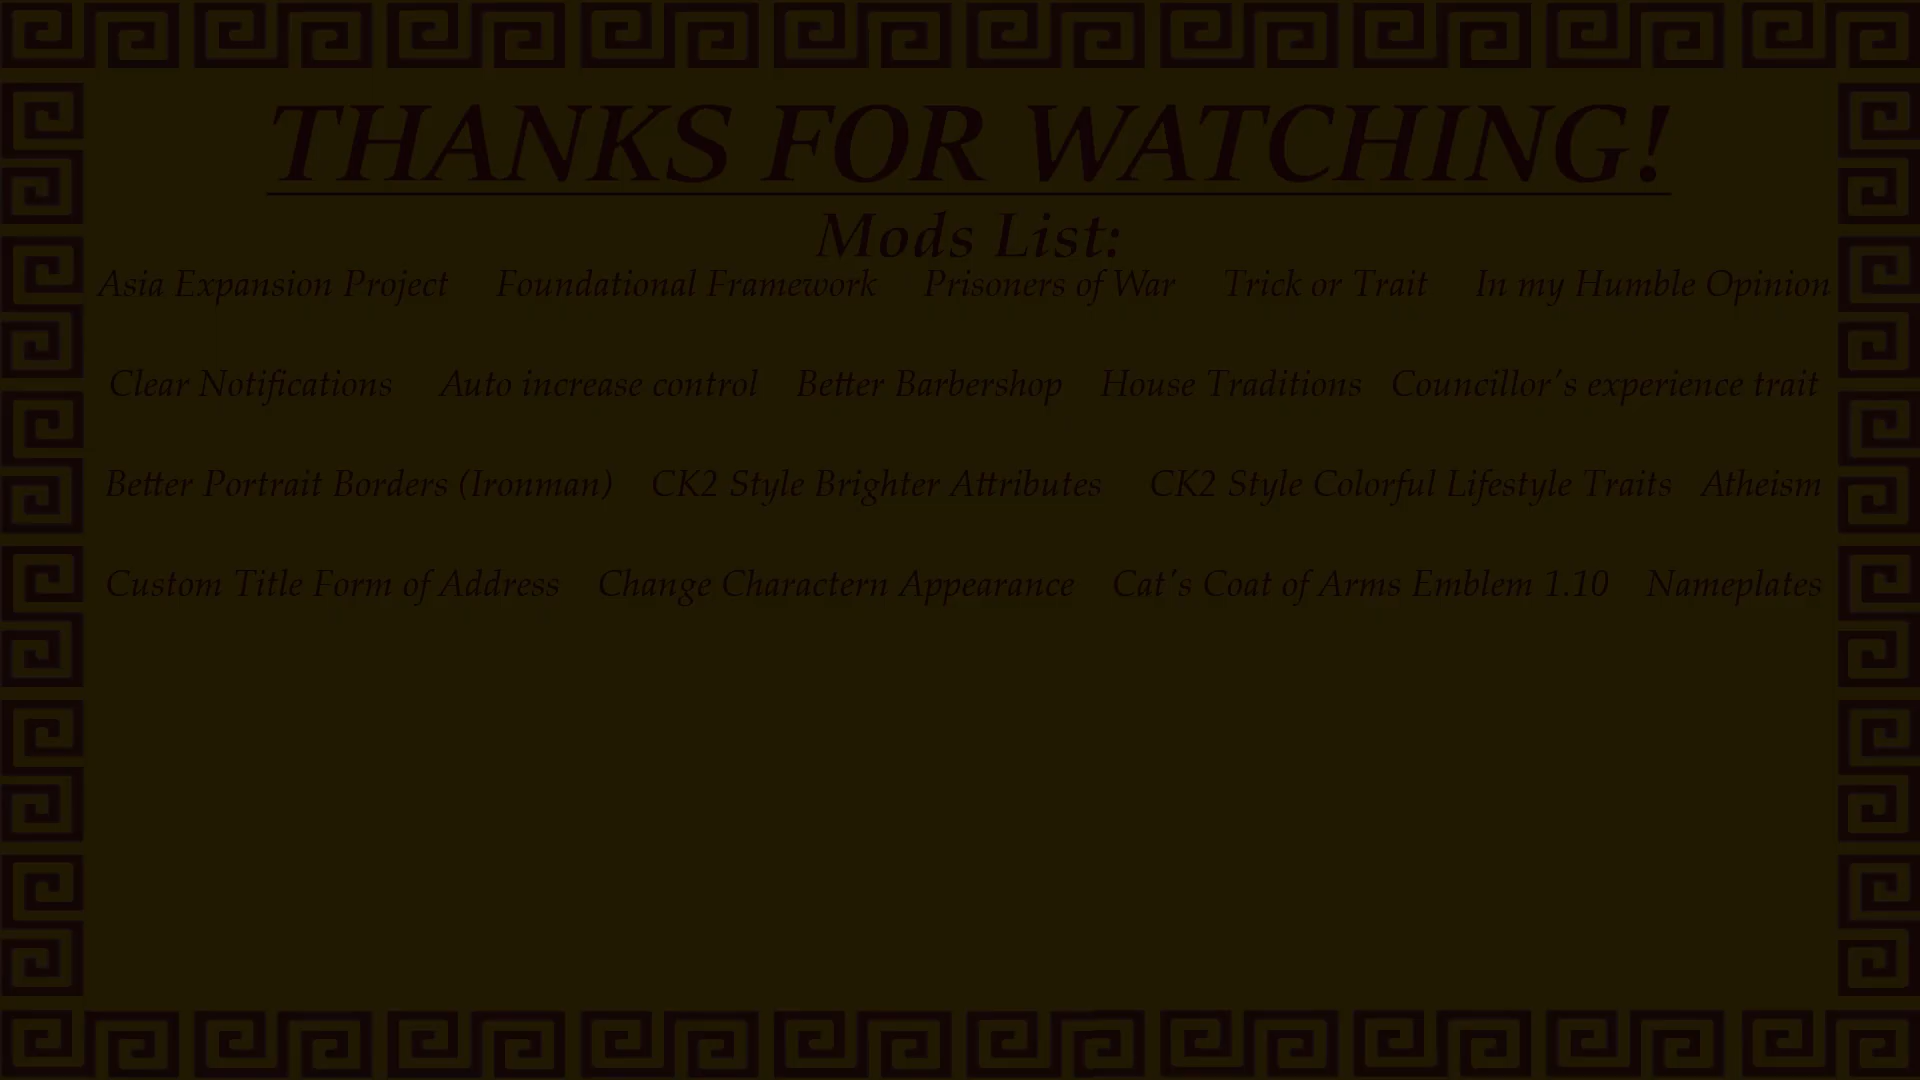 THANKS FOR WATCHING!
Mods List:
Asia Expansion Project Foundational Framework Prisoners of War Trick or Trait In my Humble Opinion
Clear Notifications Auto increase control Better Barbershop House Traditions Councillor's experience trait
Better Portrait Borders (Ironman) CK2 Style Brighter Attributes CK2 Style Colorful Lifestyle Traits Atheism
Custom Title Form of Address Change Charactern Appearance Cat's Coat of Arms Emblem 1.10 Nameplates